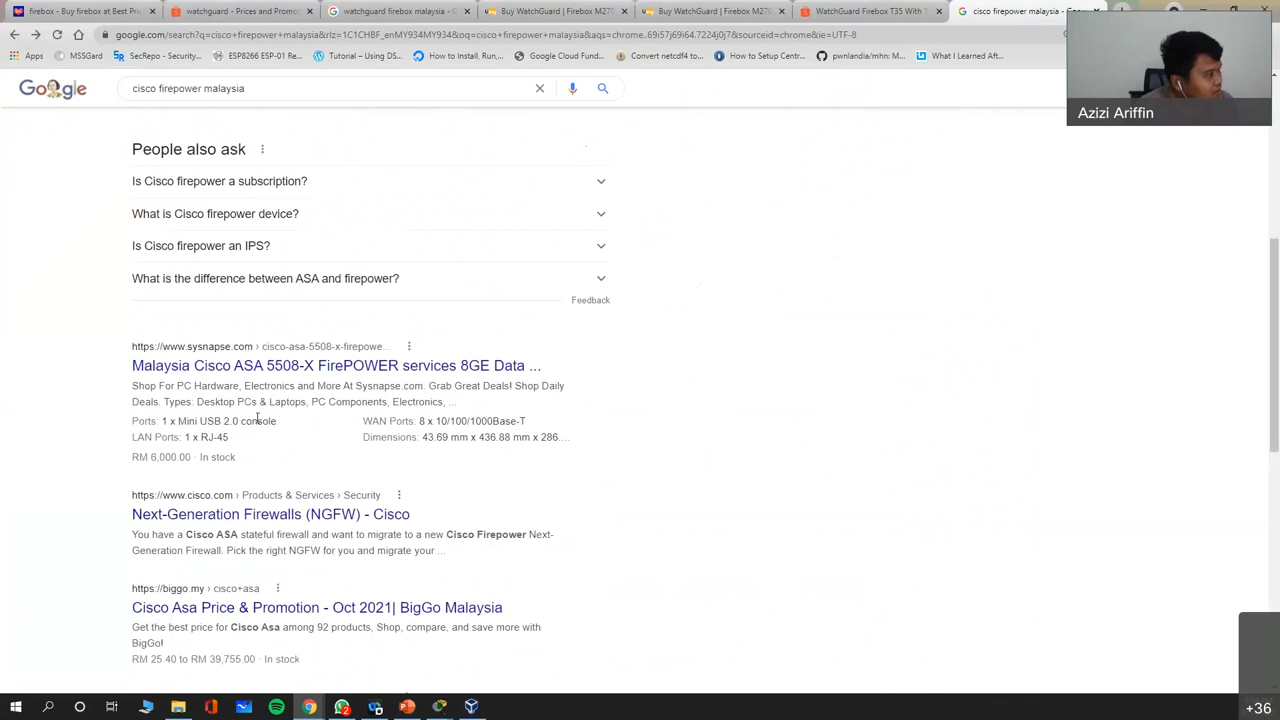 firebox - Buy firebox at Best Pric
watchguard - Prices and Promot
watchguard firebox malaysia - G
Buy WatchGuard | Firebox M270
Buy WatchGuard | Firebox M270
WatchGuard Firebox T35 With
cisco firepower malaysia - Goo
google.com/search?q=cisco+firepower+malaysia&rlz=1C1CHBF_enMY934MY934&oq=cisco+firepower+malaysia&aqs=chrome..69i57j69i64.7224j0j7&sourceid=chrome&ie=UTF-8
MSSGard
SecRepo - Security...
ESP8266 ESP-01 Re...
Tutorial — Using DS...
How to Run, Install,...
Google Cloud Fund...
Convert netcdf4 to...
How to Setup Centr...
pwnlandia/mhn: M...
What I Learned Afte...
Google
cisco firepower malaysia
Azizi Ariffin
People also ask
Is Cisco firepower a subscription?
What is Cisco firepower device?
Is Cisco firepower an IPS?
What is the difference between ASA and firepower?
Feedback
https://www.sysnapse.com › cisco-asa-5508-x-firepowe...
Malaysia Cisco ASA 5508-X FirePOWER services 8GE Data ...
Shop For PC Hardware, Electronics and More At Sysnapse.com. Grab Great Deals! Shop Daily
Deals. Types: Desktop PCs & Laptops, PC Components, Electronics, ...
Ports: 1 x Mini USB 2.0 console
WAN Ports: 8 x 10/100/1000Base-T
LAN Ports: 1 x RJ-45
Dimensions: 43.69 mm x 436.88 mm x 286....
RM 6,000.00 · In stock
https://www.cisco.com › Products & Services › Security
Next-Generation Firewalls (NGFW) - Cisco
You have a Cisco ASA stateful firewall and want to migrate to a new Cisco Firepower Next-
Generation Firewall. Pick the right NGFW for you and migrate your ...
https://biggo.my › cisco+asa
Cisco Asa Price & Promotion - Oct 2021| BigGo Malaysia
Get the best price for Cisco Asa among 92 products, Shop, compare, and save more with
BigGo!
RM 25.40 to RM 39,755.00 · In stock
2
+36